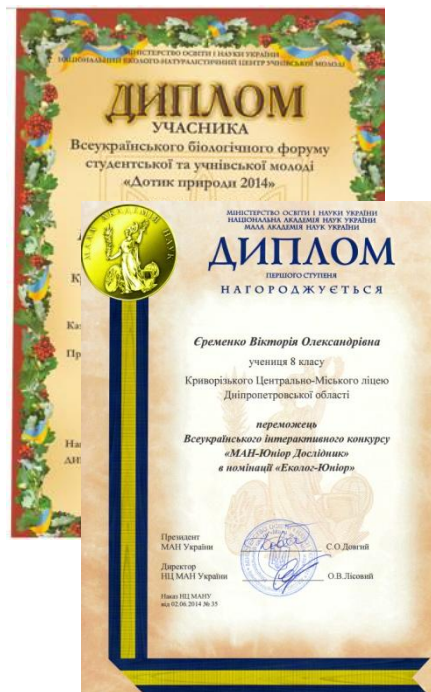 МІНІСТЕРСТВО ОСВІТИ І НАУКИ УКРАЇНИ
НАЦІОНАЛЬНИЙ ЕКОЛОГО-НАТУРАЛІСТИЧНИЙ ЦЕНТР УЧНІВСЬКОЇ МОЛОДІ
ДИПЛОМ
УЧАСНИКА
Всеукраїнського біологічного форуму
студентської та учнівської молоді
«Дотик природи 2014»
МІНІСТЕРСТВО ОСВІТИ І НАУКИ УКРАЇНИ
НАЦІОНАЛЬНА АКАДЕМІЯ НАУК УКРАЇНИ
МАЛА АКАДЕМІЯ НАУК УКРАЇНИ
ДИПЛОМ
ПЕРШОГО СТУПЕНЯ
НАГОРОДЖУЄТЬСЯ
Єременко Вікторія Олександрівна
учениця 8 класу
Криворізького Центрально-Міського ліцею
Дніпропетровської області
переможець
Всеукраїнського інтерактивного конкурсу
«МАН-Юніор Дослідник»
в номінації «Еколог-Юніор»
Президент
МАН України С.О.Довгий
Директор
НЦ МАН України О.В.Лісовий
Наказ НЦ МАНУ
від 02.06.2014 № 35
МАЛА АКАДЕМІЯ НАУК